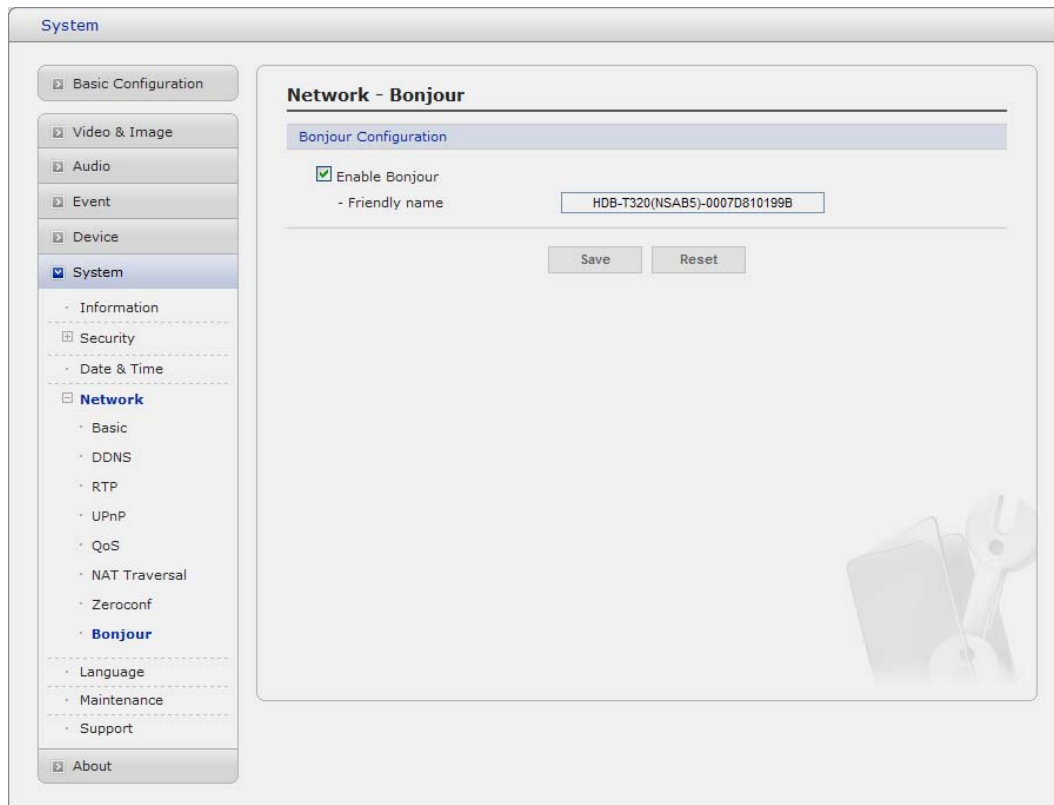 System
Basic Configuration
Video & Image
Audio
Event
Device
System
Information
Security
Date & Time
Network
Basic
DDNS
RTP
UPnP
QoS
NAT Traversal
Zeroconf
Bonjour
Language
Maintenance
Support
About
Network - Bonjour
Bonjour Configuration
Enable Bonjour
- Friendly name HDB-T320(NSAB5)-0007D810199B
Save Reset